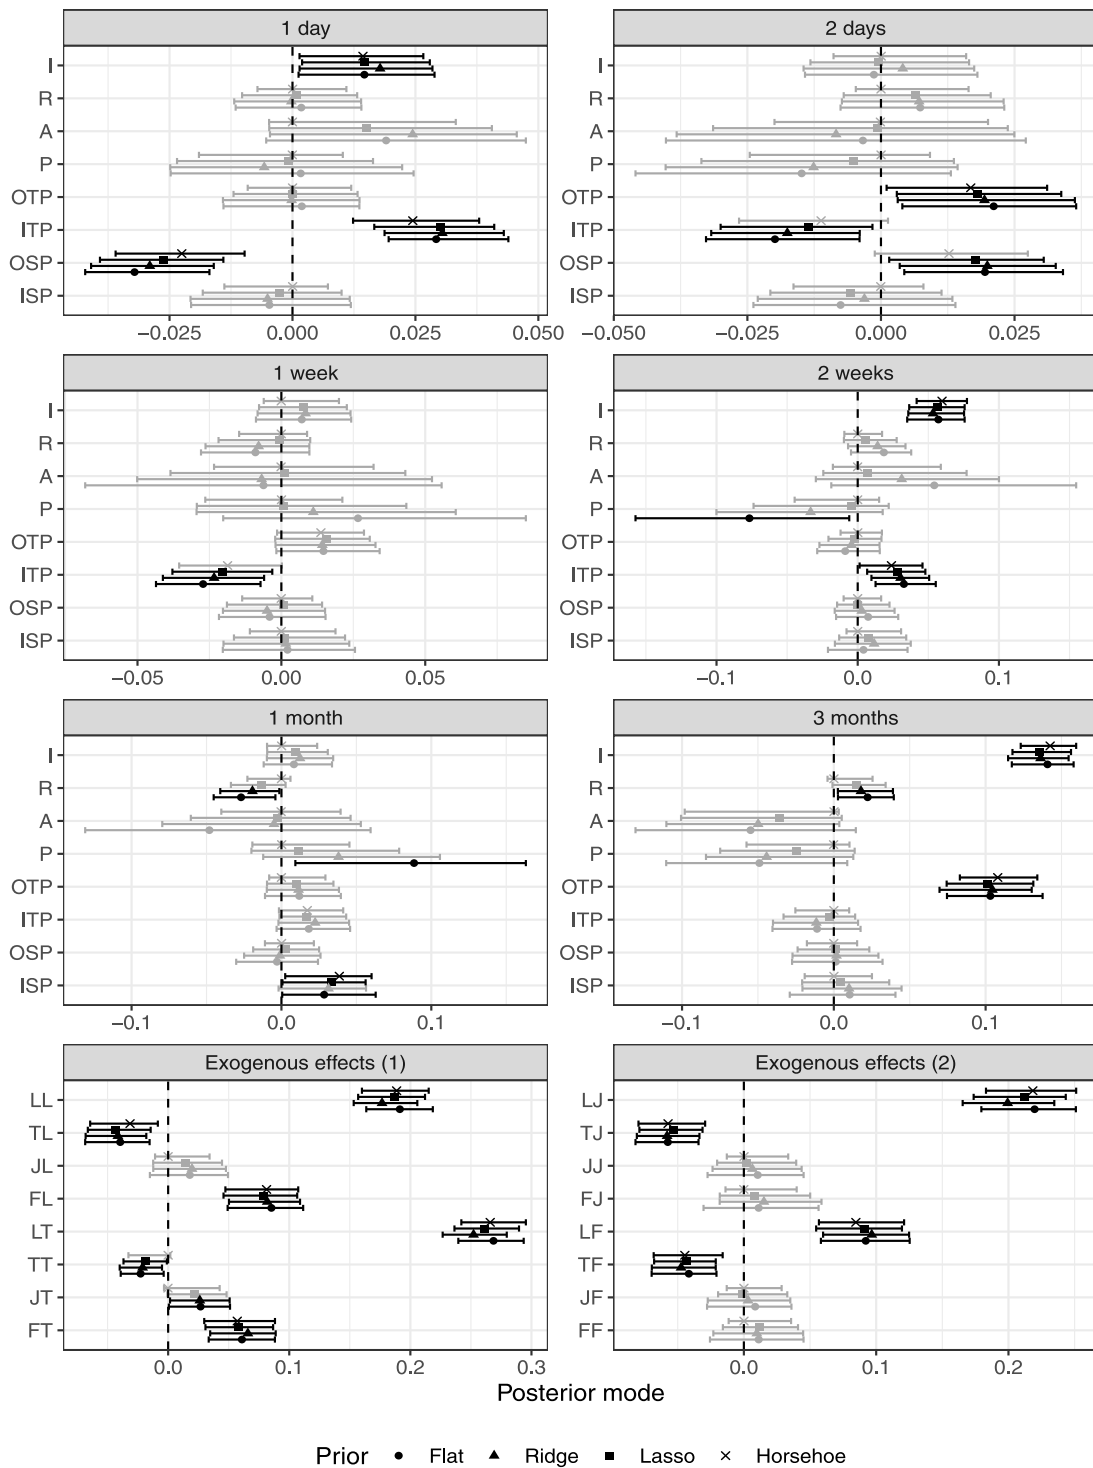 1 day
2 days
I
R
A
P
OTP
ITP
OSP
ISP
−0.025
0.000
0.025
0.050
I
R
A
P
OTP
ITP
OSP
ISP
−0.050
−0.025
0.000
0.025
1 week
2 weeks
I
R
A
P
OTP
ITP
OSP
ISP
−0.05
0.00
0.05
I
R
A
P
OTP
ITP
OSP
ISP
−0.1
0.0
0.1
1 month
3 months
I
R
A
P
OTP
ITP
OSP
ISP
−0.1
0.0
0.1
I
R
A
P
OTP
ITP
OSP
ISP
−0.1
0.0
0.1
Exogenous effects (1)
Exogenous effects (2)
LL
TL
JL
FL
LT
TT
JT
FT
0.0
0.1
0.2
0.3
LJ
TJ
JJ
FJ
LF
TF
JF
FF
0.0
0.1
0.2
Posterior mode
Prior Flat Ridge Lasso Horsehoe